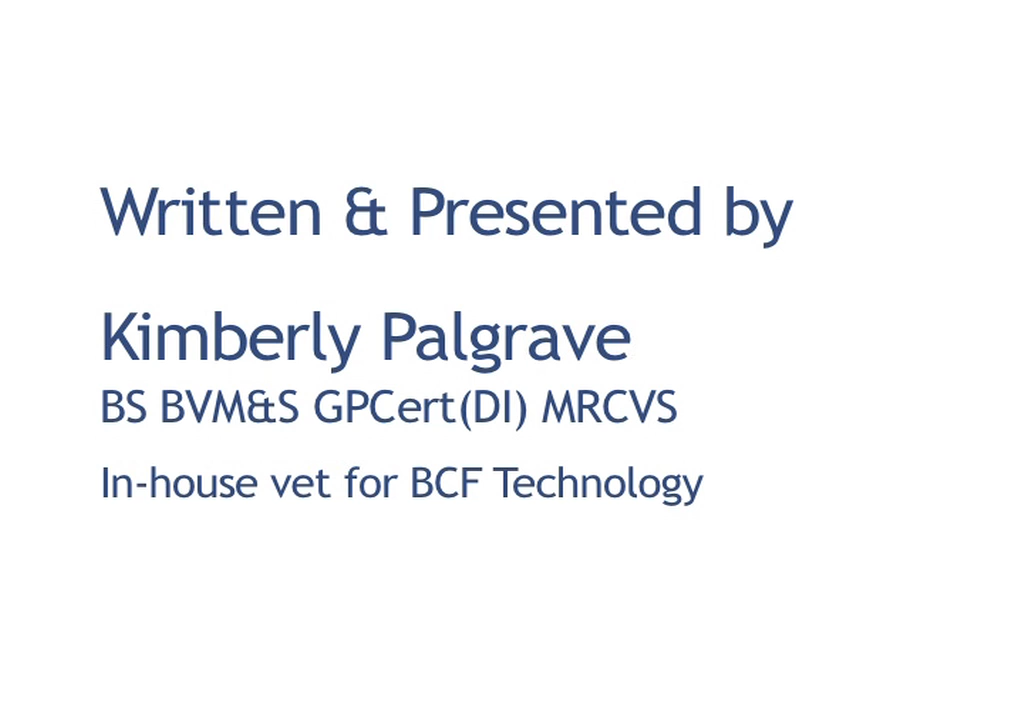 Written & Presented by
Kimberly Palgrave
BS BVM&S GPCert(DI) MRCVS
In-house vet for BCF Technology